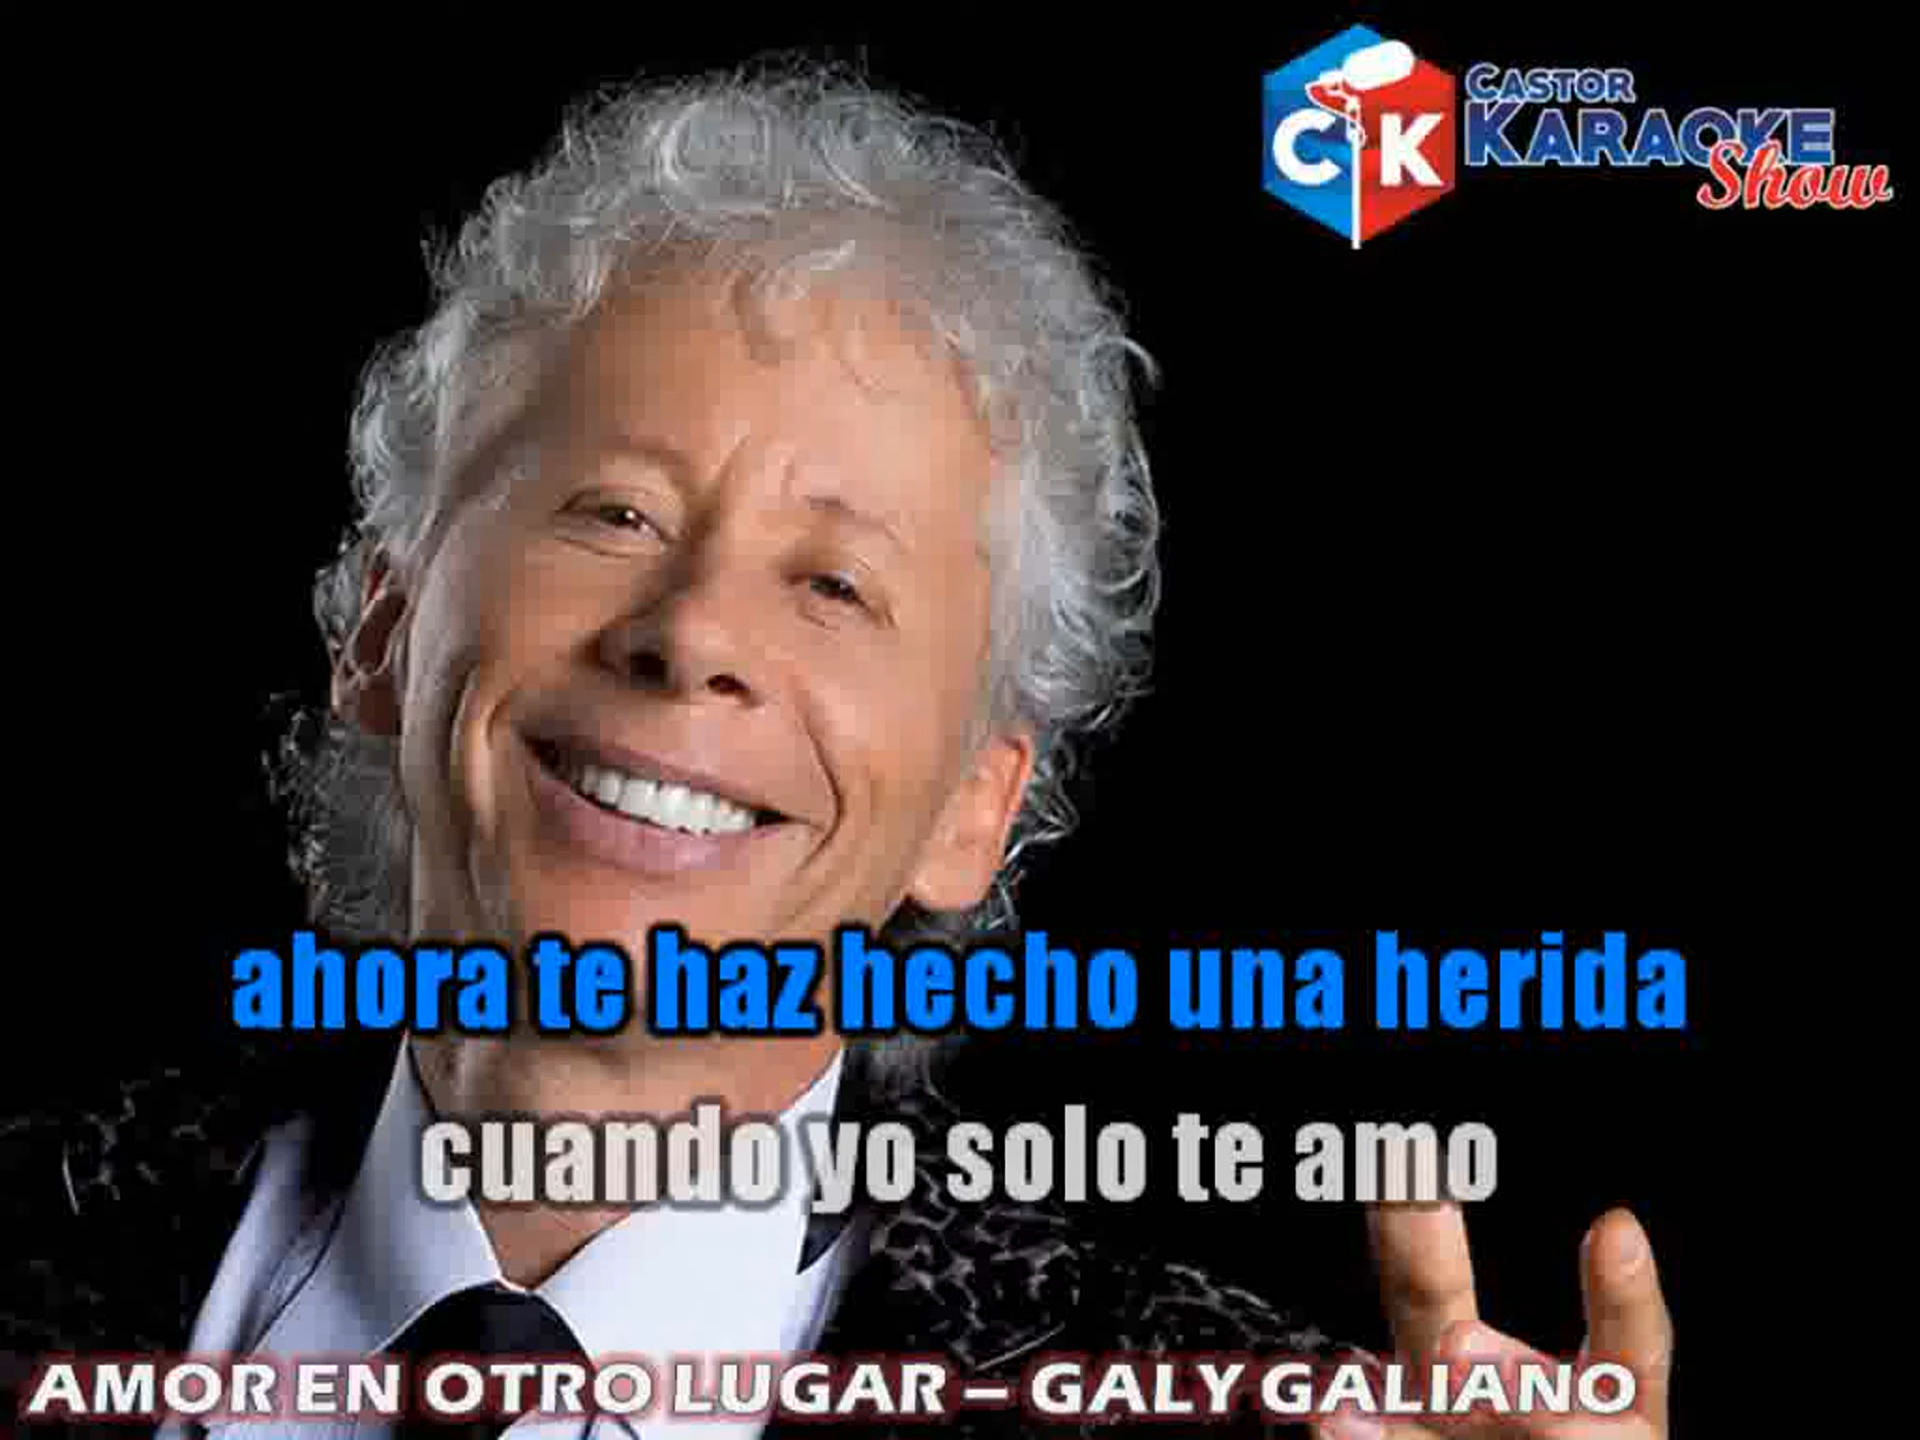 CK
CASTOR
KARAOKE
Show
ahora te haz hecho una herida
cuando yo solo te amo
AMOR EN OTRO LUGAR – GALY GALIANO